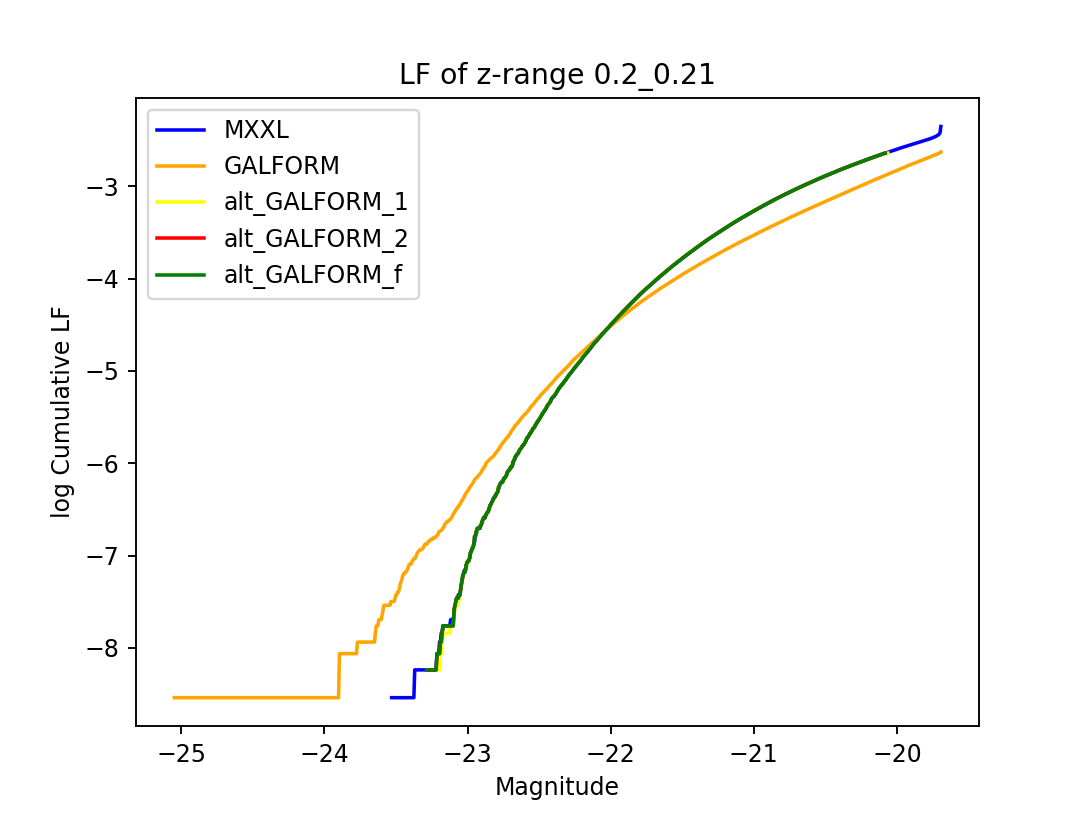 LF of z-range 0.2_0.21
MXXL
GALFORM
alt_GALFORM_1
alt_GALFORM_2
alt_GALFORM_f
log Cumulative LF
−3
−4
−5
−6
−7
−8
−25 −24 −23 −22 −21 −20
Magnitude